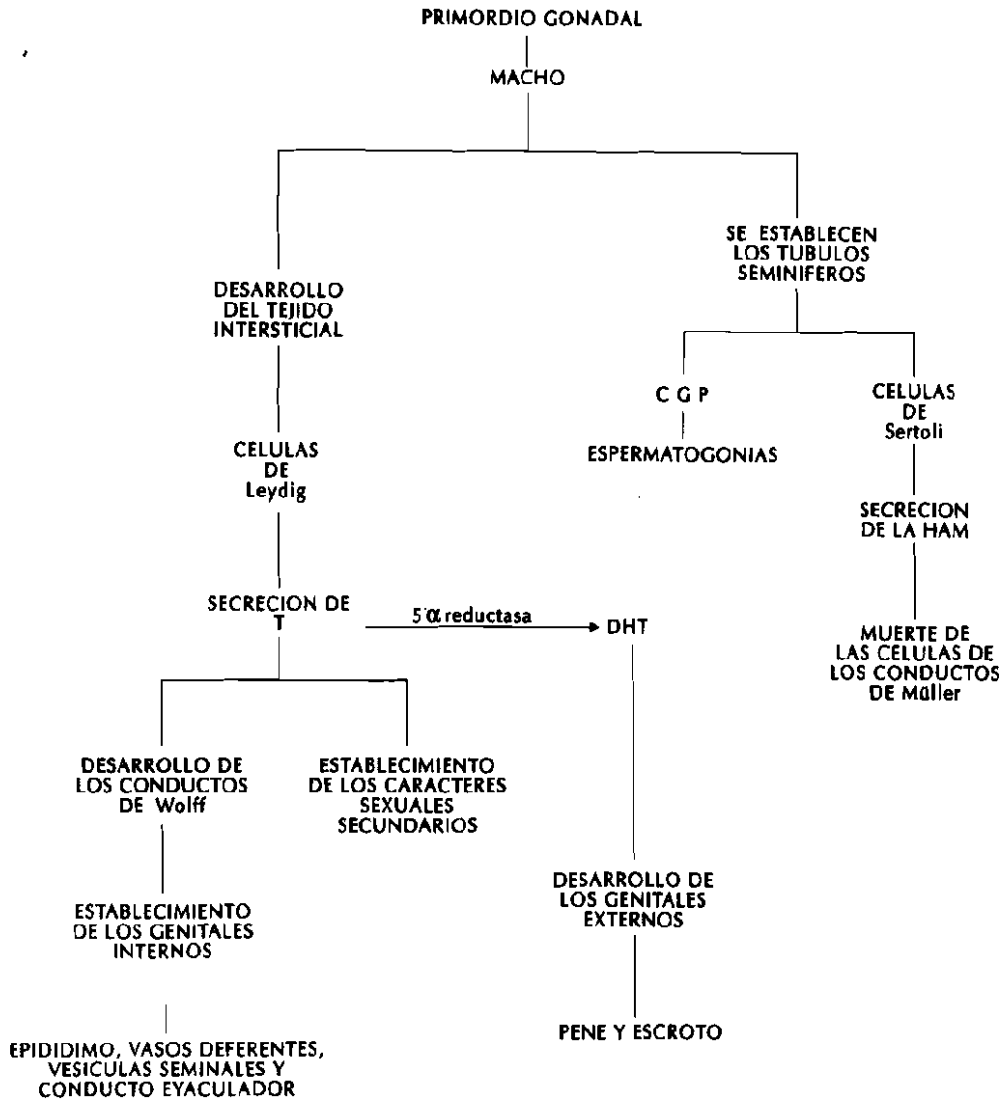 PRIMORDIO GONADAL
MACHO
SE ESTABLECEN
LOS TUBULOS
SEMINIFEROS
DESARROLLO
DEL TEJIDO
INTERSTICIAL
C G P
ESPERMATOGONIAS
CELULAS
DE
Sertoli
CELULAS
DE
Leydig
SECRECION
DE LA HAM
SECRECION DE
T
5 α reductasa
DHT
MUERTE DE
LAS CELULAS DE
LOS CONDUCTOS
DE Müller
DESARROLLO DE
LOS CONDUCTOS
DE Wolff
ESTABLECIMIENTO
DE LOS CARACTERES
SEXUALES
SECUNDARIOS
DESARROLLO DE
LOS GENITALES
EXTERNOS
ESTABLECIMIENTO
DE LOS GENITALES
INTERNOS
PENE Y ESCROTO
EPIDIDIMO, VASOS DEFERENTES,
VESICULAS SEMINALES Y
CONDUCTO EYACULADOR